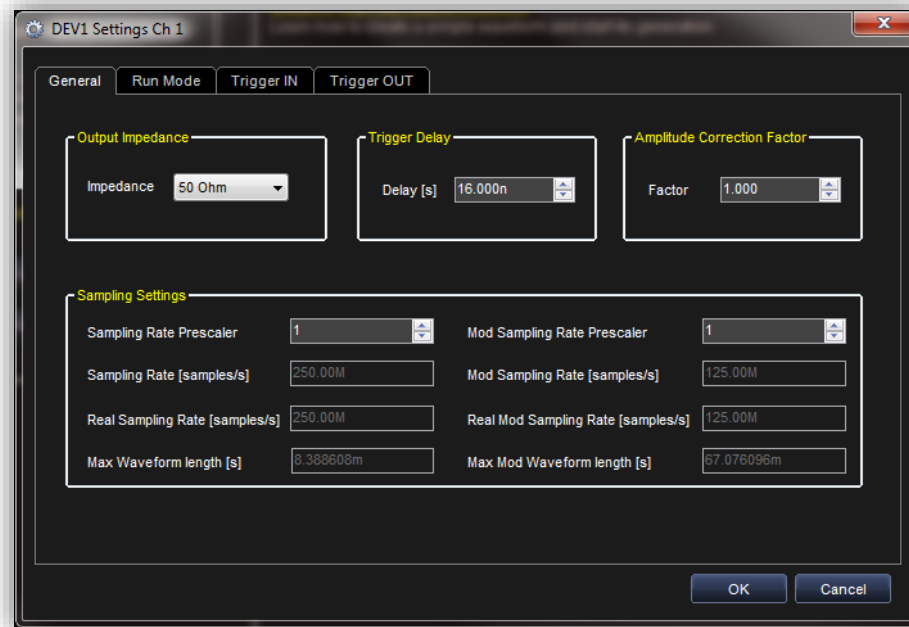 DEV1 Settings Ch 1
General Run Mode Trigger IN Trigger OUT
Output Impedance
Impedance 50 Ohm
Trigger Delay
Delay [s] 16.000n
Amplitude Correction Factor
Factor 1.000
Sampling Settings
Sampling Rate Prescaler 1
Mod Sampling Rate Prescaler 1
Sampling Rate [samples/s] 250.00M
Mod Sampling Rate [samples/s] 125.00M
Real Sampling Rate [samples/s] 250.00M
Real Mod Sampling Rate [samples/s] 125.00M
Max Waveform length [s] 8.388608m
Max Mod Waveform length [s] 67.076096m
OK Cancel